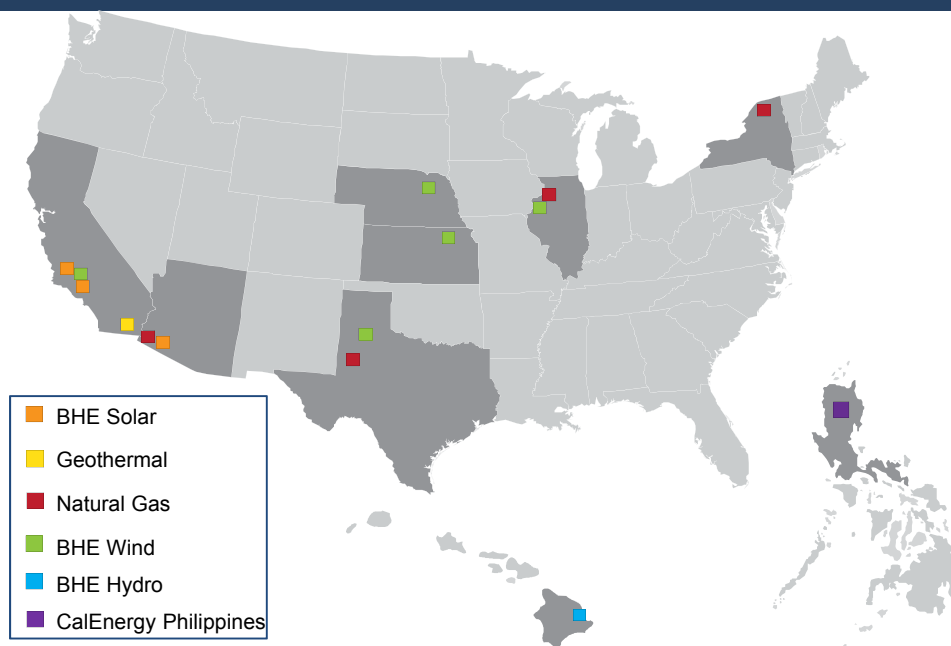 BHE Solar
Geothermal
Natural Gas
BHE Wind
BHE Hydro
CalEnergy Philippines